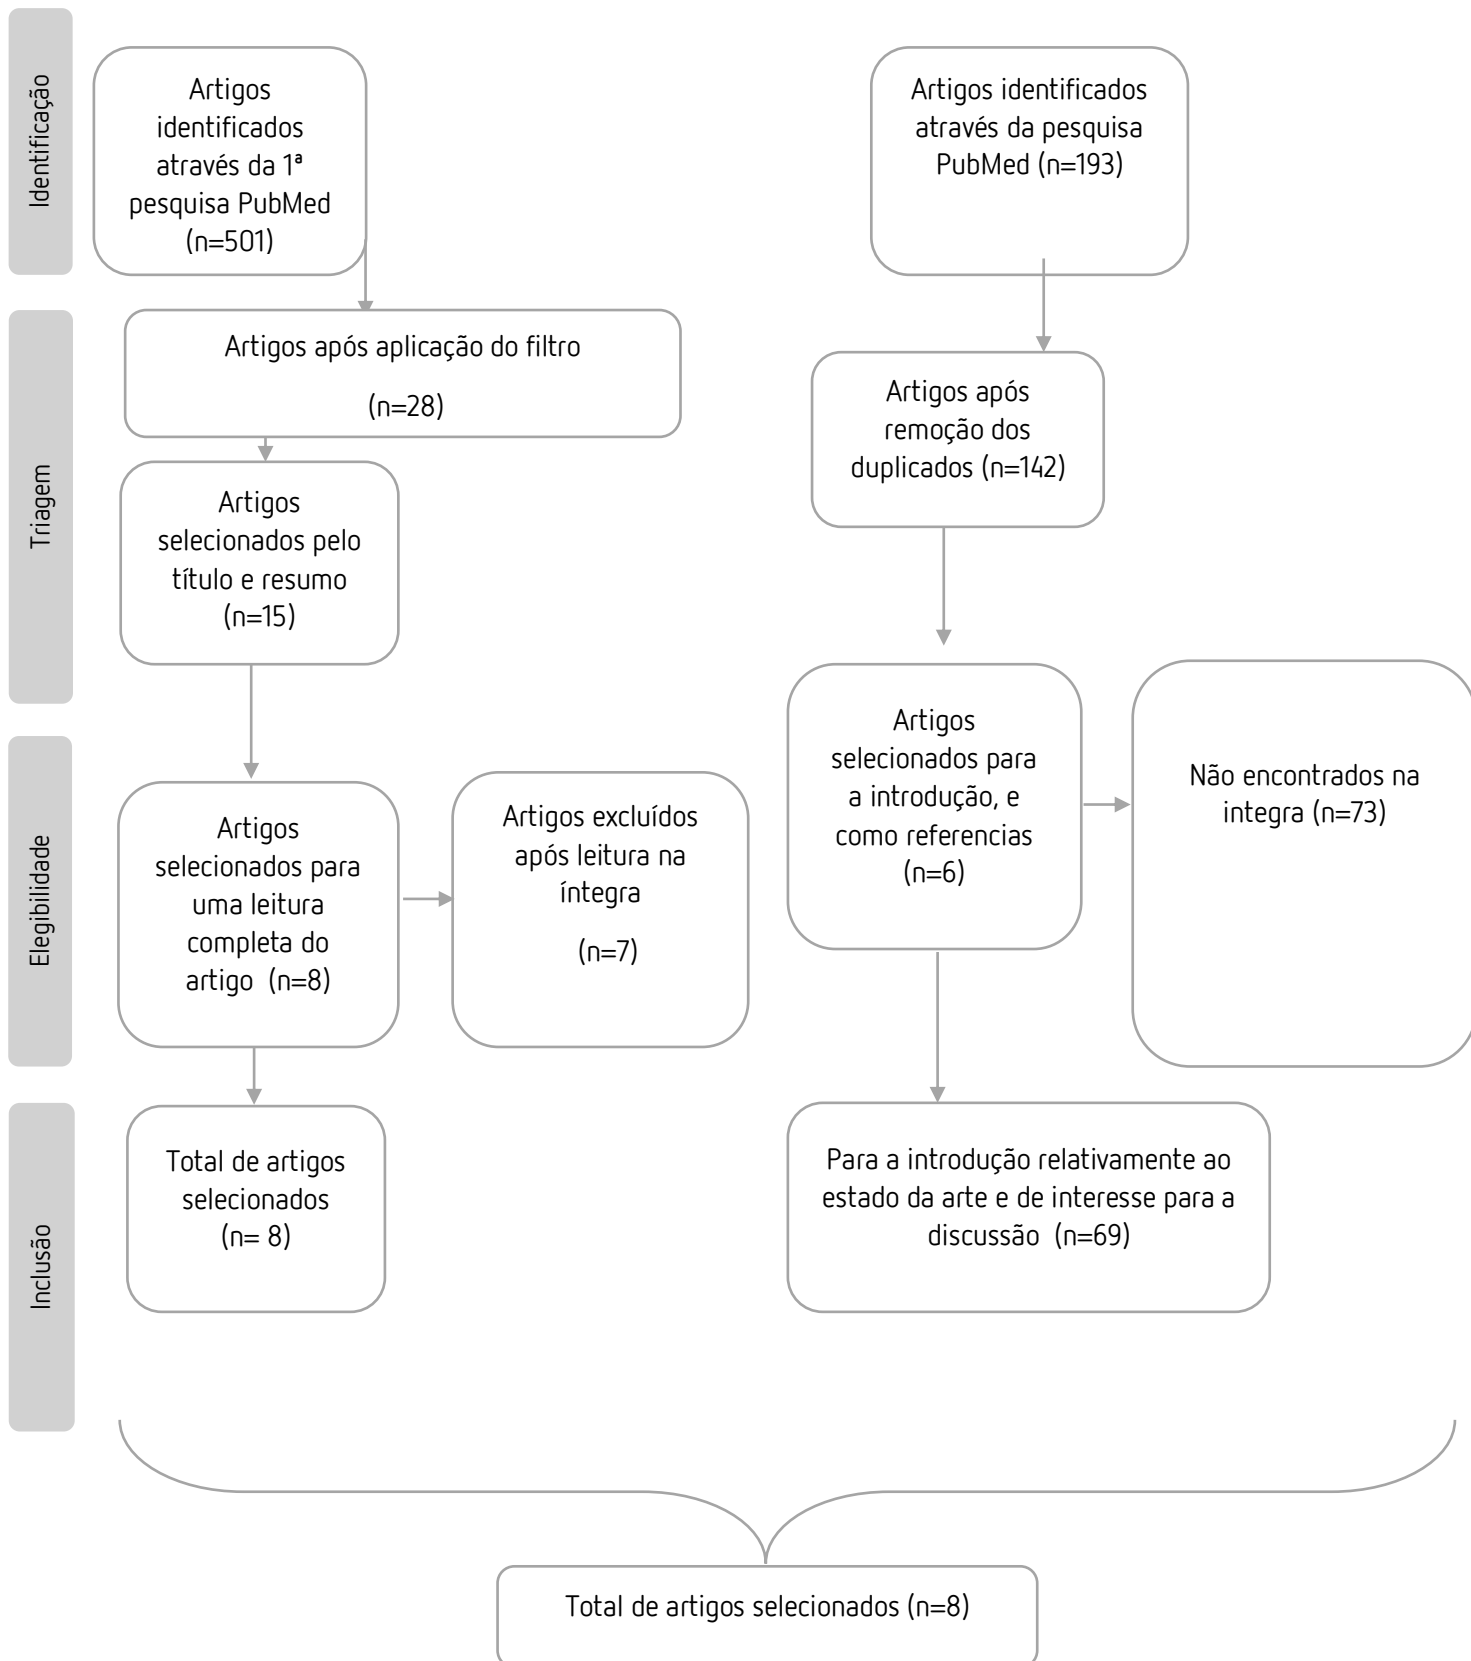 Identificação
Artigos
identificados
através da 1ª
pesquisa PubMed
(n=501)
Artigos identificados
através da pesquisa
PubMed (n=193)
Triagem
Artigos após aplicação do filtro
(n=28)
Artigos
selecionados pelo
título e resumo
(n=15)
Artigos após
remoção dos
duplicados (n=142)
Elegibilidade
Artigos
selecionados para
uma leitura
completa do
artigo (n=8)
Artigos excluídos
após leitura na
íntegra
(n=7)
Artigos
selecionados para
a introdução, e
como referencias
(n=6)
Não encontrados na
integra (n=73)
Inclusão
Total de artigos
selecionados
(n= 8)
Para a introdução relativamente ao
estado da arte e de interesse para a
discussão (n=69)
Total de artigos selecionados (n=8)